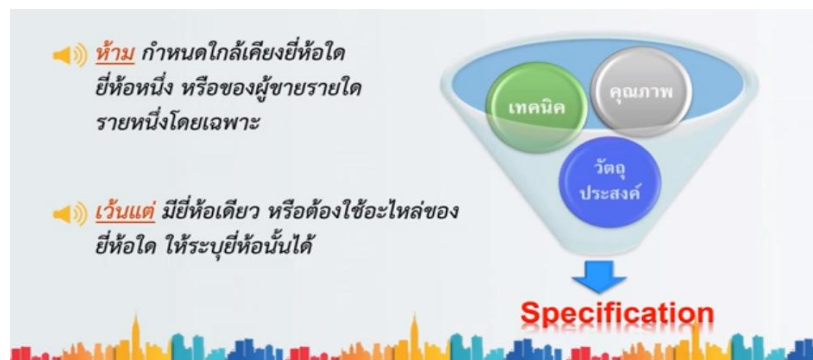 ห้าม กำหนดใกล้เคียงยี่ห้อใด
ยี่ห้อหนึ่ง หรือของผู้ขายรายใด
รายหนึ่งโดยเฉพาะ
เว้นแต่ มียี่ห้อเดียว หรือต้องใช้อะไหล่ของ
ยี่ห้อใด ให้ระบุยี่ห้อนั้นได้
เทคนิค
คุณภาพ
วัตถุ
ประสงค์
Specification